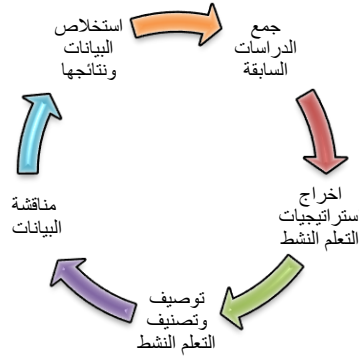 جمع
الدراسات
السابقة
اخراج
ستراتيجيات
التعلم النشط
توصيف
وتصنيف
التعلم النشط
مناقشة
البيانات
استخلاص
البيانات
ونتائجها